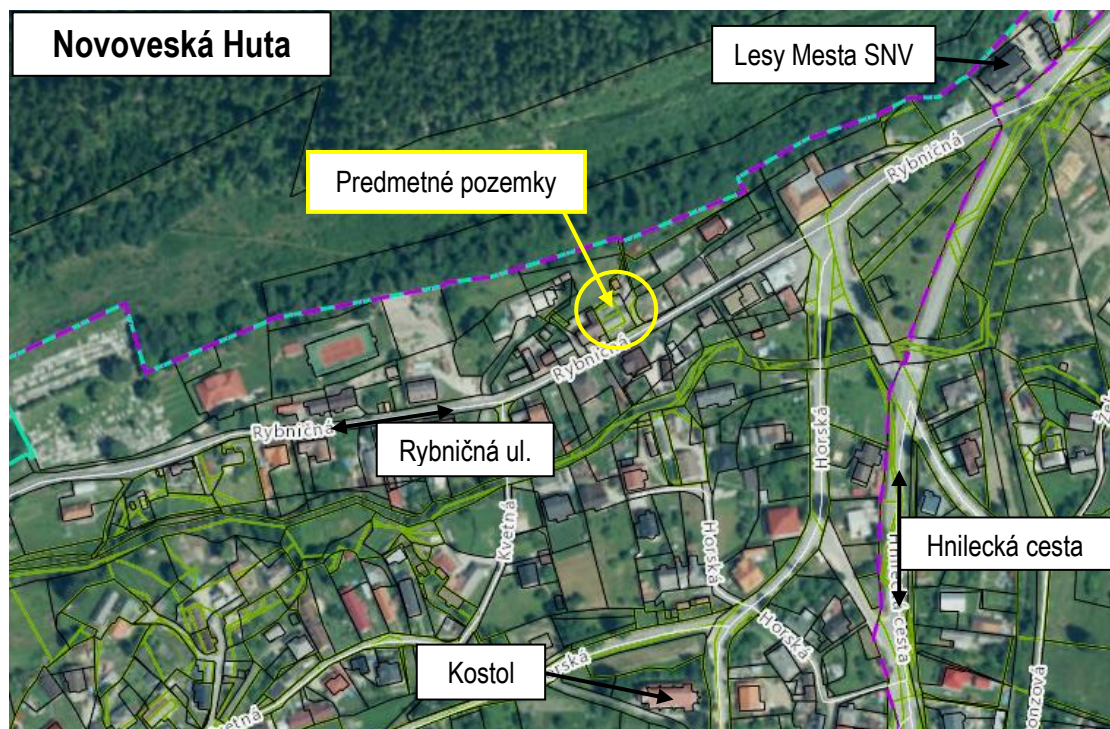 Novoveská Huta
Lesy Mesta SNV
Rybničná
Predmetné pozemky
Rybničná
Rybničná
Rybničná ul.
Horská
Kvetná
Horská
Hnilecká cesta
cesta
Horská
Kostol